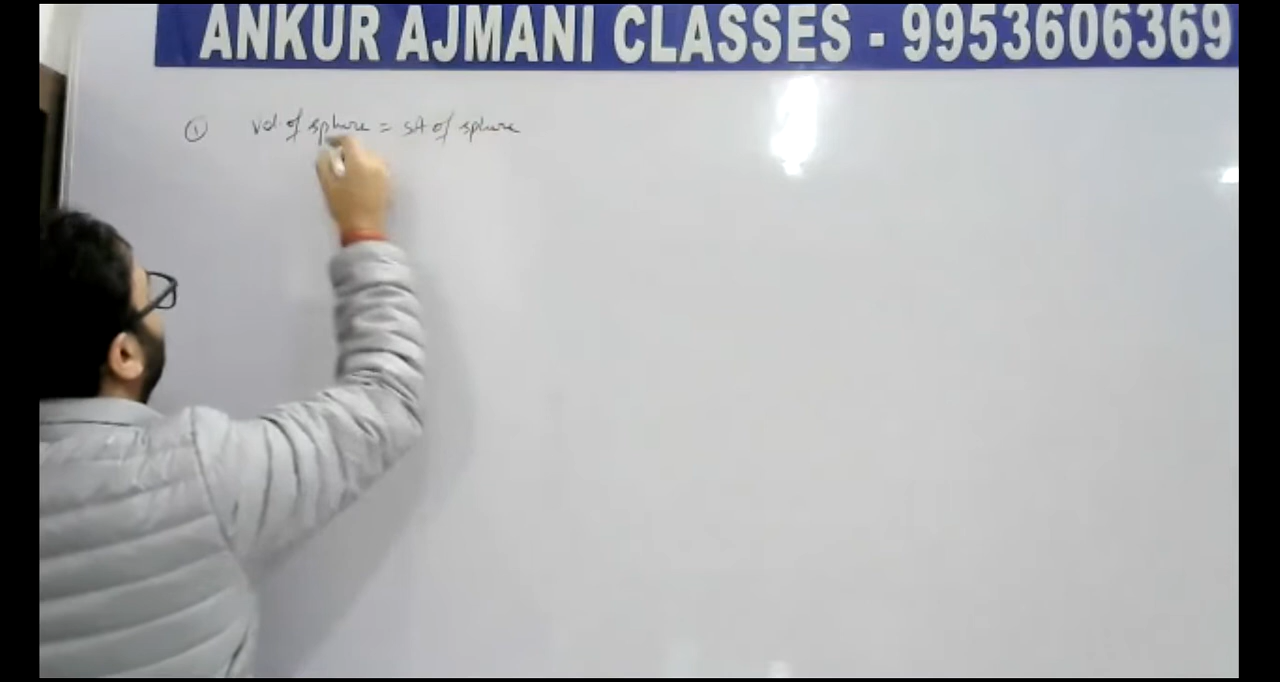 ANKUR AJMANI CLASSES - 9953606369
① Vol. of sphere = SA of sphere